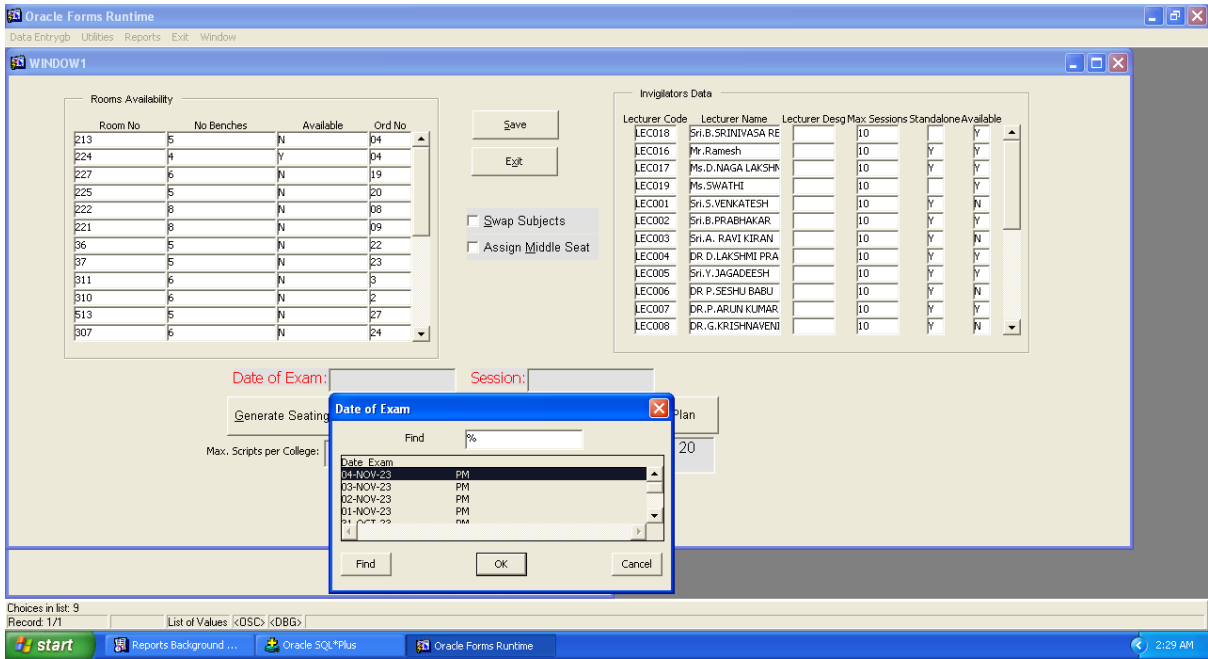 Oracle Forms Runtime
Data Entrygb Utilities Reports Exit Window
WINDOW1
Rooms Availability
Room No No Benches Available Ord No
213 5 N 04
224 4 Y 04
227 6 N 19
225 5 N 20
222 8 N 08
221 8 N 09
36 5 N 22
37 5 N 23
311 6 N 3
310 6 N 2
513 5 N 27
307 6 N 24
Save
Exit
Swap Subjects
Assign Middle Seat
Invigilators Data
Lecturer Code Lecturer Name Lecturer Desg Max Sessions Standalone Available
LEC018 Sri.B.SRINIVASA RE 10 Y
LEC016 Mr.Ramesh 10 Y Y
LEC017 Ms.D.NAGA LAKSHM 10 Y Y
LEC019 Ms.SWATHI 10 Y
LEC001 Sri.S.VENKATESH 10 Y N
LEC002 Sri.B.PRABHAKAR 10 Y Y
LEC003 Sri.A. RAVI KIRAN 10 Y N
LEC004 DR D.LAKSHMI PRA 10 Y Y
LEC005 Sri.Y.JAGADEESH 10 Y Y
LEC006 DR P.SESHU BABU 10 Y N
LEC007 DR.P.ARUN KUMAR 10 Y Y
LEC008 DR.G.KRISHNAVENI 10 Y N
Date of Exam: Session:
Generate Seating Plan
Max. Scripts per College: 20
Date of Exam
Find %
Date Exam
04-NOV-23 PM
03-NOV-23 PM
02-NOV-23 PM
01-NOV-23 PM
31-OCT-23 PM
Find OK Cancel
Choices in list: 9
Record: 1/1 List of Values <OSC> <DBG>
start Reports Background ... Oracle SQL*Plus Oracle Forms Runtime 2:29 AM